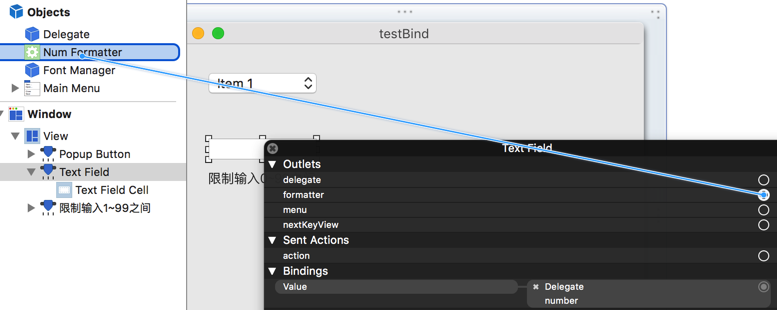 Objects
Delegate
Num Formatter
Font Manager
Main Menu
Window
View
Popup Button
Text Field
Text Field Cell
限制输入1~99之间
testBind
Item 1
限制输入
Text Field
Outlets
delegate
formatter
menu
nextKeyView
Sent Actions
action
Bindings
Value
Delegate
number